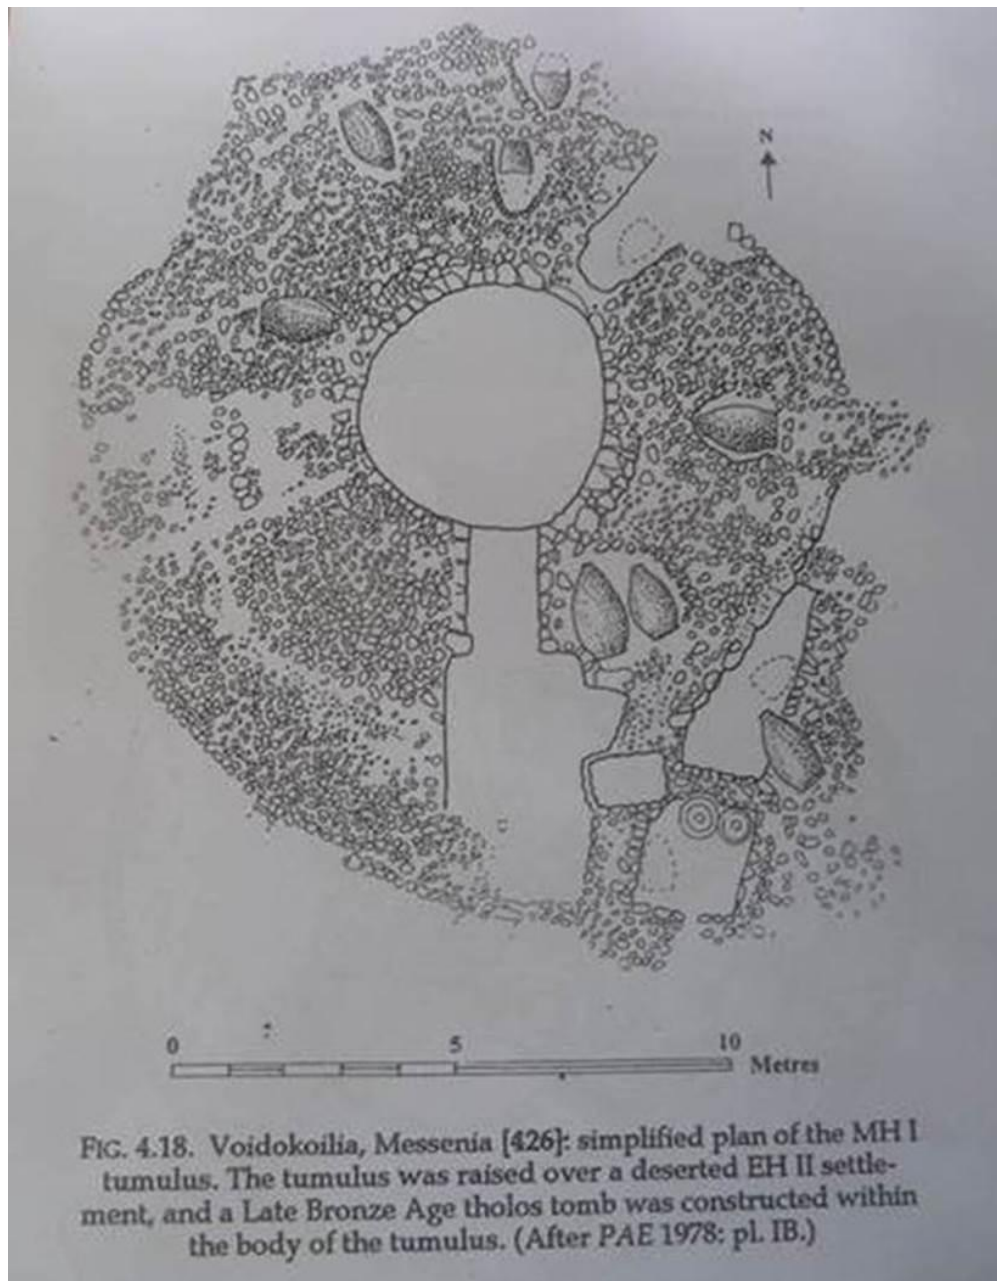 N
0 5 10 Metres
FIG. 4.18. Voidokoilia, Messenia [426]: simplified plan of the MH I
tumulus. The tumulus was raised over a deserted EH II settle-
ment, and a Late Bronze Age tholos tomb was constructed within
the body of the tumulus. (After PAE 1978: pl. IB.)